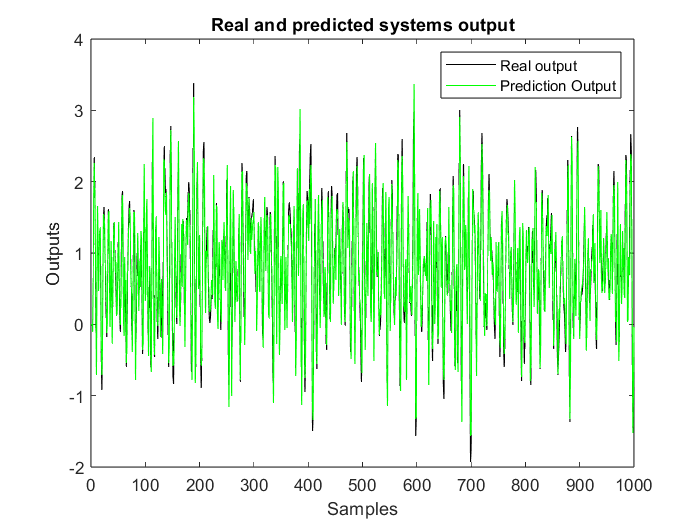 Real and predicted systems output
Real output
Prediction Output
Outputs
4
3
2
1
0
-1
-2
0 100 200 300 400 500 600 700 800 900 1000
Samples